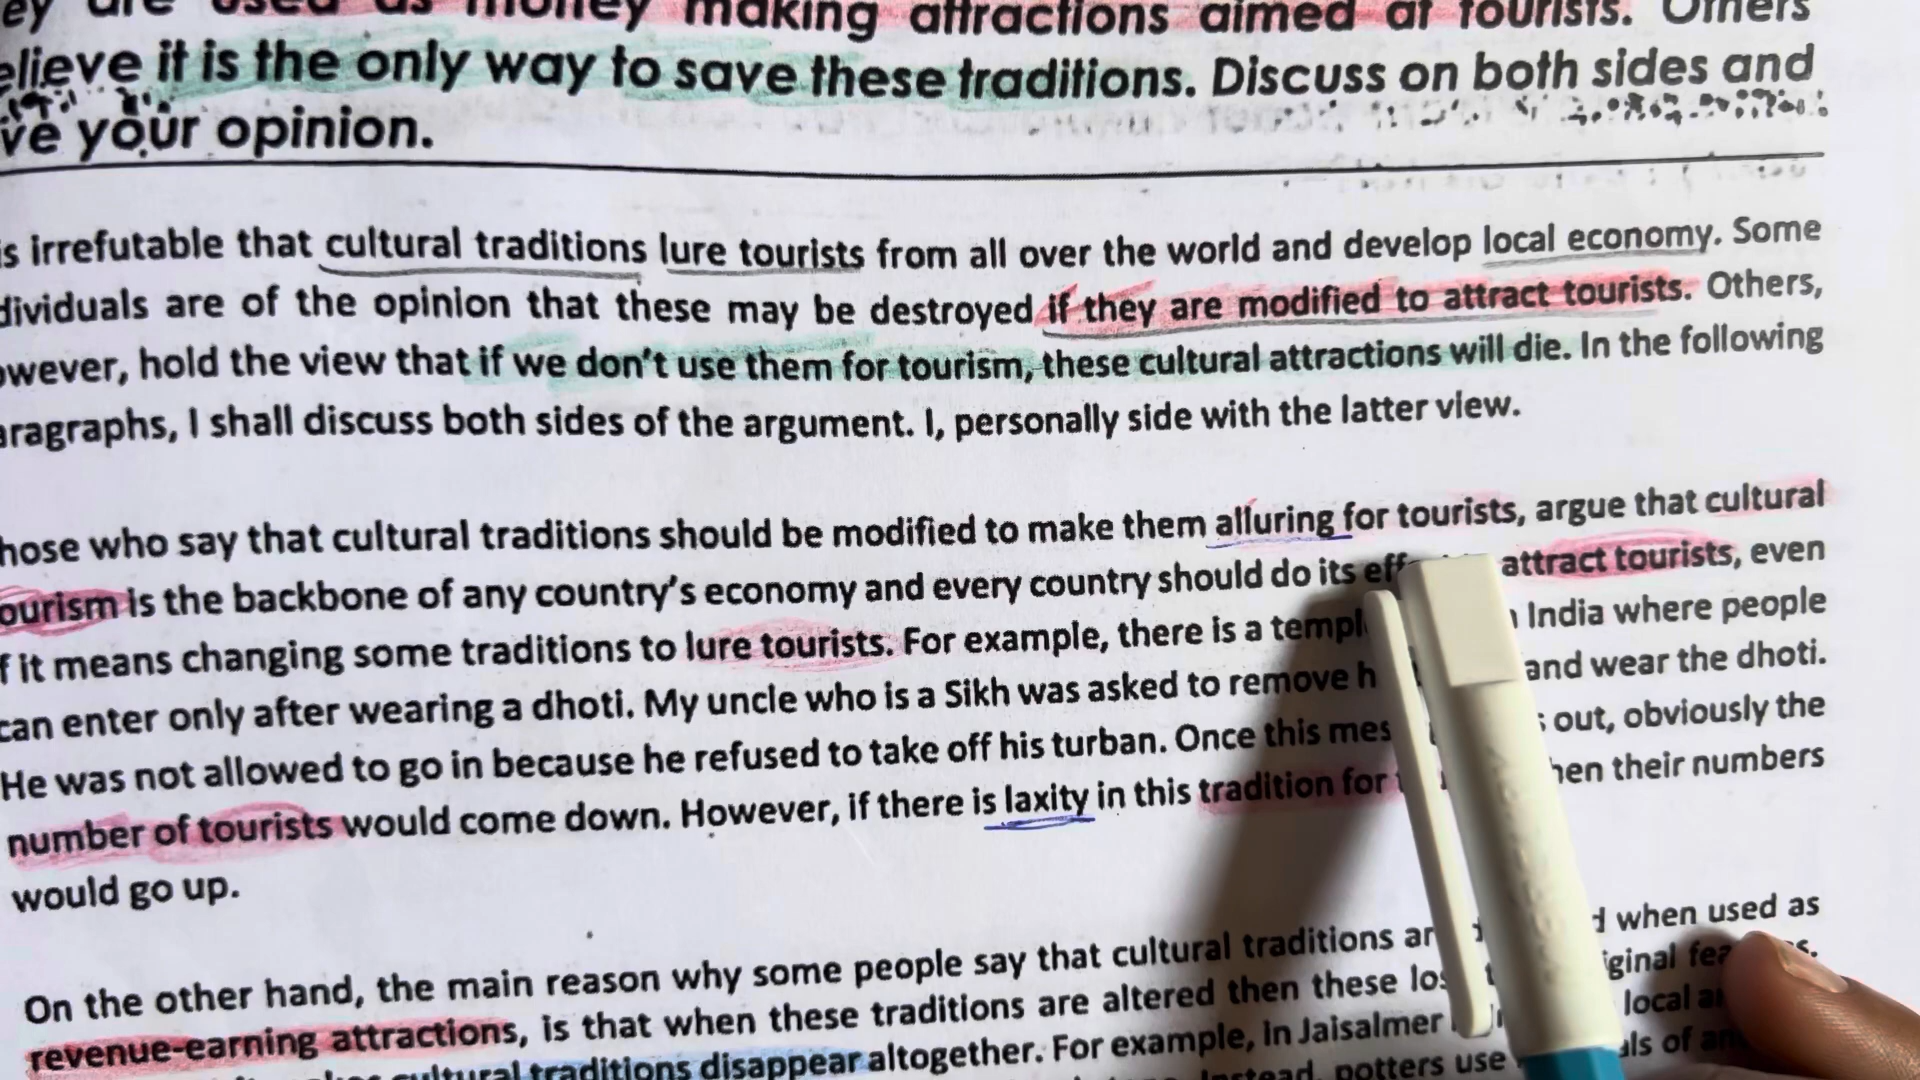 are used as money making attractions aimed at tourists. Others
elieve it is the only way to save these traditions. Discuss on both sides and
ve your opinion.
is irrefutable that cultural traditions lure tourists from all over the world and develop local economy. Some
dividuals are of the opinion that these may be destroyed if they are modified to attract tourists. Others,
owever, hold the view that if we don't use them for tourism, these cultural attractions will die. In the following
aragraphs, I shall discuss both sides of the argument. I, personally side with the latter view.
hose who say that cultural traditions should be modified to make them alluring for tourists, argue that cultural
ourism is the backbone of any country's economy and every country should do its eff attract tourists, even
f it means changing some traditions to lure tourists. For example, there is a templ India where people
can enter only after wearing a dhoti. My uncle who is a Sikh was asked to remove h and wear the dhoti.
He was not allowed to go in because he refused to take off his turban. Once this mes out, obviously the
number of tourists would come down. However, if there is laxity in this tradition for hen their numbers
would go up.
On the other hand, the main reason why some people say that cultural traditions ar when used as
revenue-earning attractions, is that when these traditions are altered then these los iginal fea
cultural traditions disappear altogether. For example, in Jaisalmer local a
Instead, potters use ls of